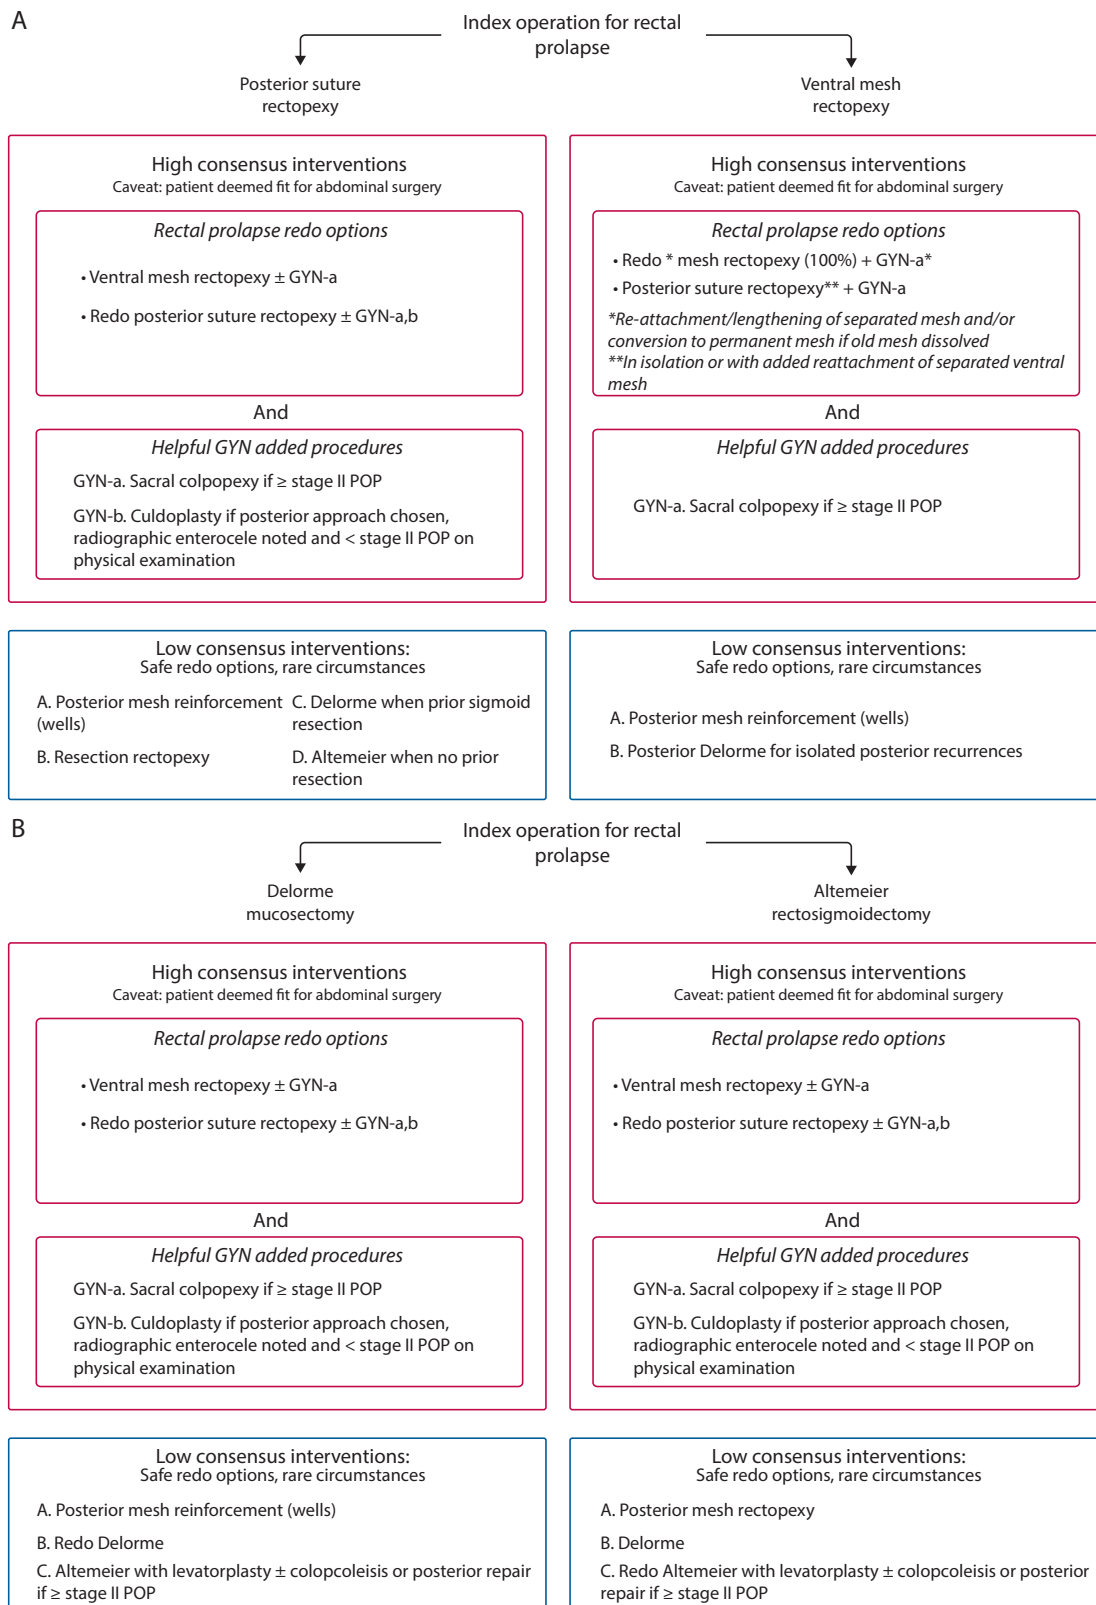 A
Index operation for rectal
prolapse
Posterior suture
rectopexy
High consensus interventions
Caveat: patient deemed fit for abdominal surgery
Rectal prolapse redo options
• Ventral mesh rectopexy ± GYN-a
• Redo posterior suture rectopexy ± GYN-a,b
And
Helpful GYN added procedures
GYN-a. Sacral colpopexy if ≥ stage II POP
GYN-b. Culdoplasty if posterior approach chosen,
radiographic enterocele noted and < stage II POP on
physical examination
Low consensus interventions:
Safe redo options, rare circumstances
A. Posterior mesh reinforcement
(wells)
B. Resection rectopexy
C. Delorme when prior sigmoid
resection
D. Altemeier when no prior
resection
Ventral mesh
rectopexy
High consensus interventions
Caveat: patient deemed fit for abdominal surgery
Rectal prolapse redo options
• Redo * mesh rectopexy (100%) + GYN-a*
• Posterior suture rectopexy** + GYN-a
*Re-attachment/lengthening of separated mesh and/or
conversion to permanent mesh if old mesh dissolved
**In isolation or with added reattachment of separated ventral
mesh
And
Helpful GYN added procedures
GYN-a. Sacral colpopexy if ≥ stage II POP
Low consensus interventions:
Safe redo options, rare circumstances
A. Posterior mesh reinforcement (wells)
B. Posterior Delorme for isolated posterior recurrences
B
Index operation for rectal
prolapse
Delorme
mucosectomy
High consensus interventions
Caveat: patient deemed fit for abdominal surgery
Rectal prolapse redo options
• Ventral mesh rectopexy ± GYN-a
• Redo posterior suture rectopexy ± GYN-a,b
And
Helpful GYN added procedures
GYN-a. Sacral colpopexy if ≥ stage II POP
GYN-b. Culdoplasty if posterior approach chosen,
radiographic enterocele noted and < stage II POP on
physical examination
Low consensus interventions:
Safe redo options, rare circumstances
A. Posterior mesh reinforcement (wells)
B. Redo Delorme
C. Altemeier with levatorplasty ± colopcoleisis or posterior repair
if ≥ stage II POP
Altemeier
rectosigmoidectomy
High consensus interventions
Caveat: patient deemed fit for abdominal surgery
Rectal prolapse redo options
• Ventral mesh rectopexy ± GYN-a
• Redo posterior suture rectopexy ± GYN-a,b
And
Helpful GYN added procedures
GYN-a. Sacral colpopexy if ≥ stage II POP
GYN-b. Culdoplasty if posterior approach chosen,
radiographic enterocele noted and < stage II POP on
physical examination
Low consensus interventions:
Safe redo options, rare circumstances
A. Posterior mesh rectopexy
B. Delorme
C. Redo Altemeier with levatorplasty ± colopcoleisis or posterior
repair if ≥ stage II POP